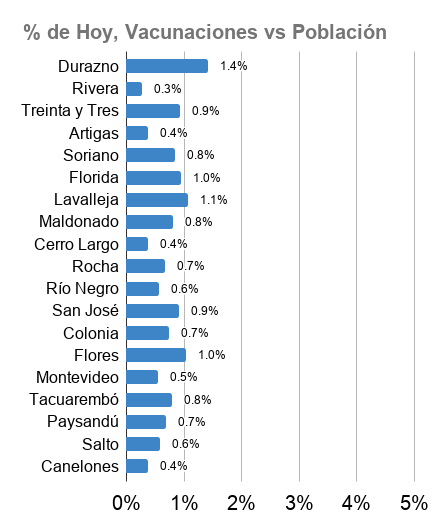 % de Hoy, Vacunaciones vs Población
Durazno 1.4%
Rivera 0.3%
Treinta y Tres 0.9%
Artigas 0.4%
Soriano 0.8%
Florida 1.0%
Lavalleja 1.1%
Maldonado 0.8%
Cerro Largo 0.4%
Rocha 0.7%
Río Negro 0.6%
San José 0.9%
Colonia 0.7%
Flores 1.0%
Montevideo 0.5%
Tacuarembó 0.8%
Paysandú 0.7%
Salto 0.6%
Canelones 0.4%
0% 1% 2% 3% 4% 5%